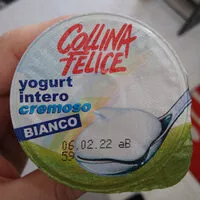 COLLINA
FELICE
yogurt
intero
cremoso
BIANCO
06.02.22 aB
59